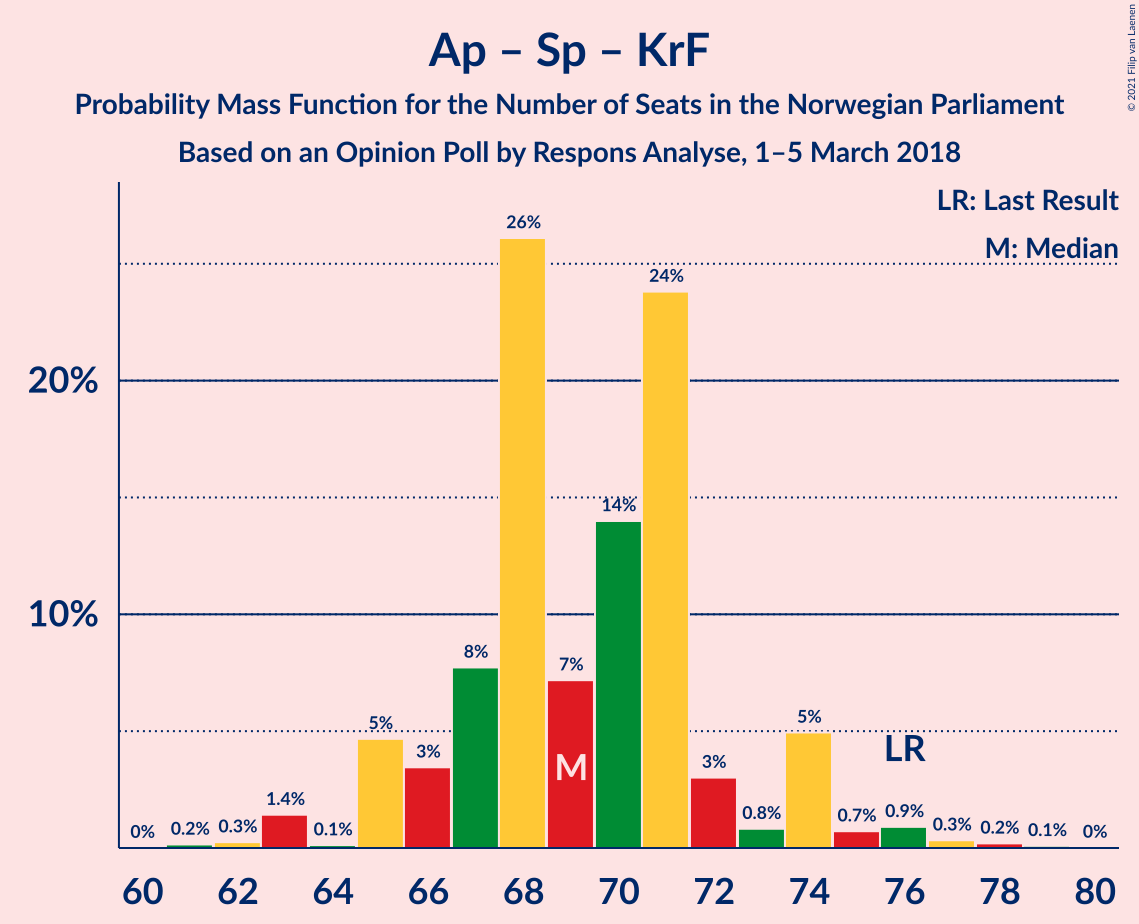 Ap – Sp – KrF
Probability Mass Function for the Number of Seats in the Norwegian Parliament
Based on an Opinion Poll by Respons Analyse, 1–5 March 2018
© 2021 Filip van Laenen
LR: Last Result
M: Median
20%
10%
0%
0.2%
0.3%
1.4%
0.1%
5%
3%
8%
26%
7%
14%
24%
3%
0.8%
5%
0.7%
0.9%
0.3%
0.2%
0.1%
0%
M
LR
60 62 64 66 68 70 72 74 76 78 80